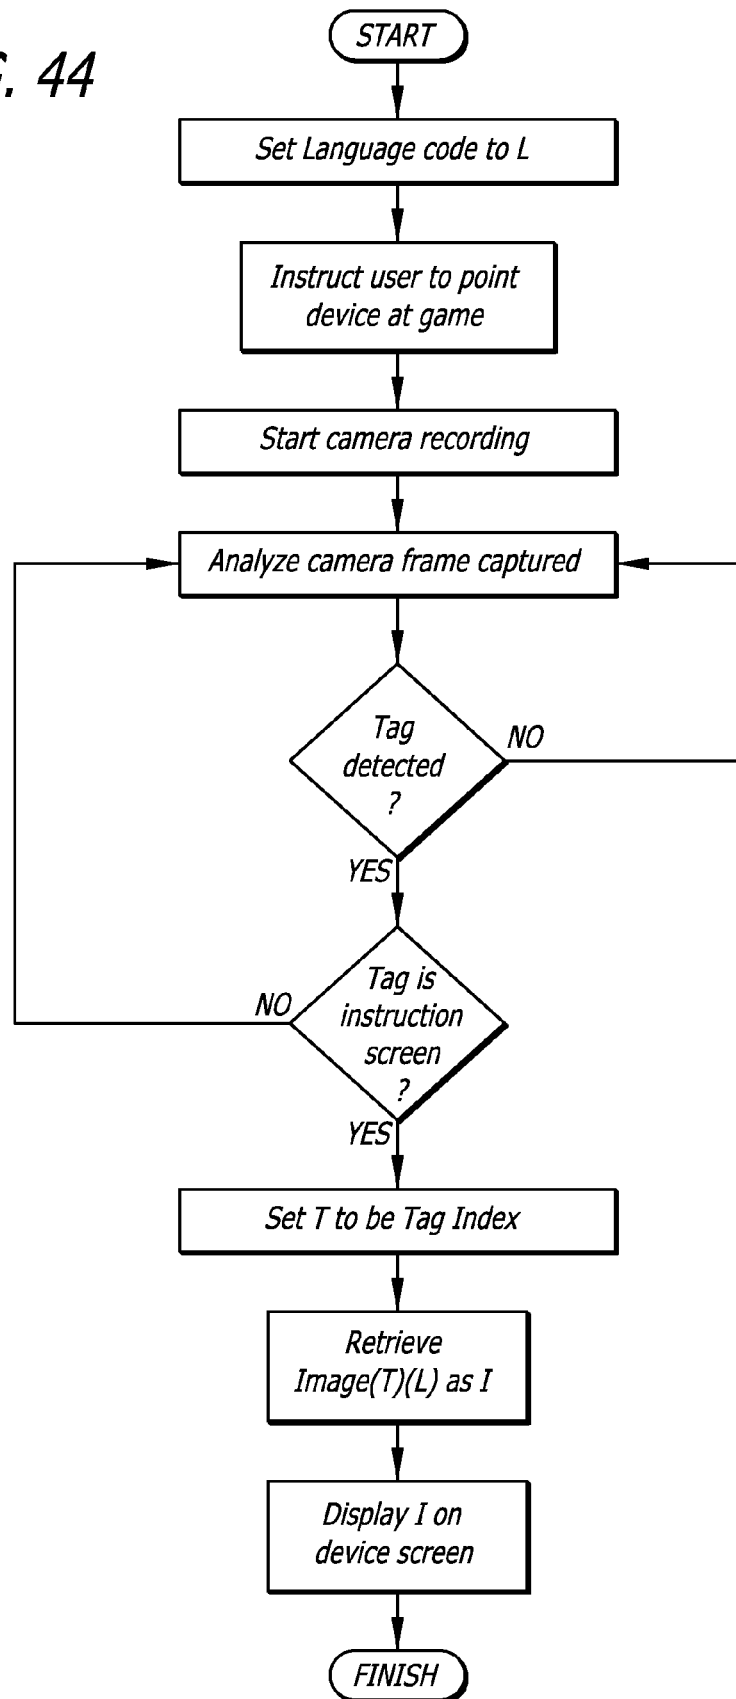 . 44
START
Set Language code to L
Instruct user to point
device at game
Start camera recording
Analyze camera frame captured
Tag
detected
?
NO
YES
Tag is
instruction
screen
?
NO
YES
Set T to be Tag Index
Retrieve
Image(T)(L) as I
Display I on
device screen
FINISH